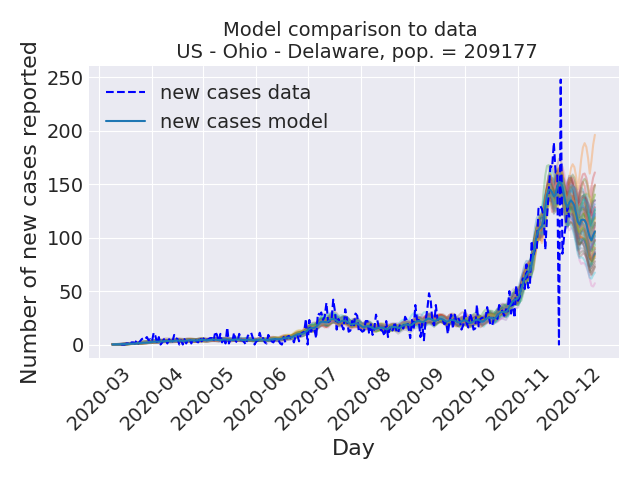 Model comparison to data
US - Ohio - Delaware, pop. = 209177
Number of new cases reported
250
200
150
100
50
0
new cases data
new cases model
2020-03
2020-04
2020-05
2020-06
2020-07
2020-08
2020-09
2020-10
2020-11
2020-12
Day